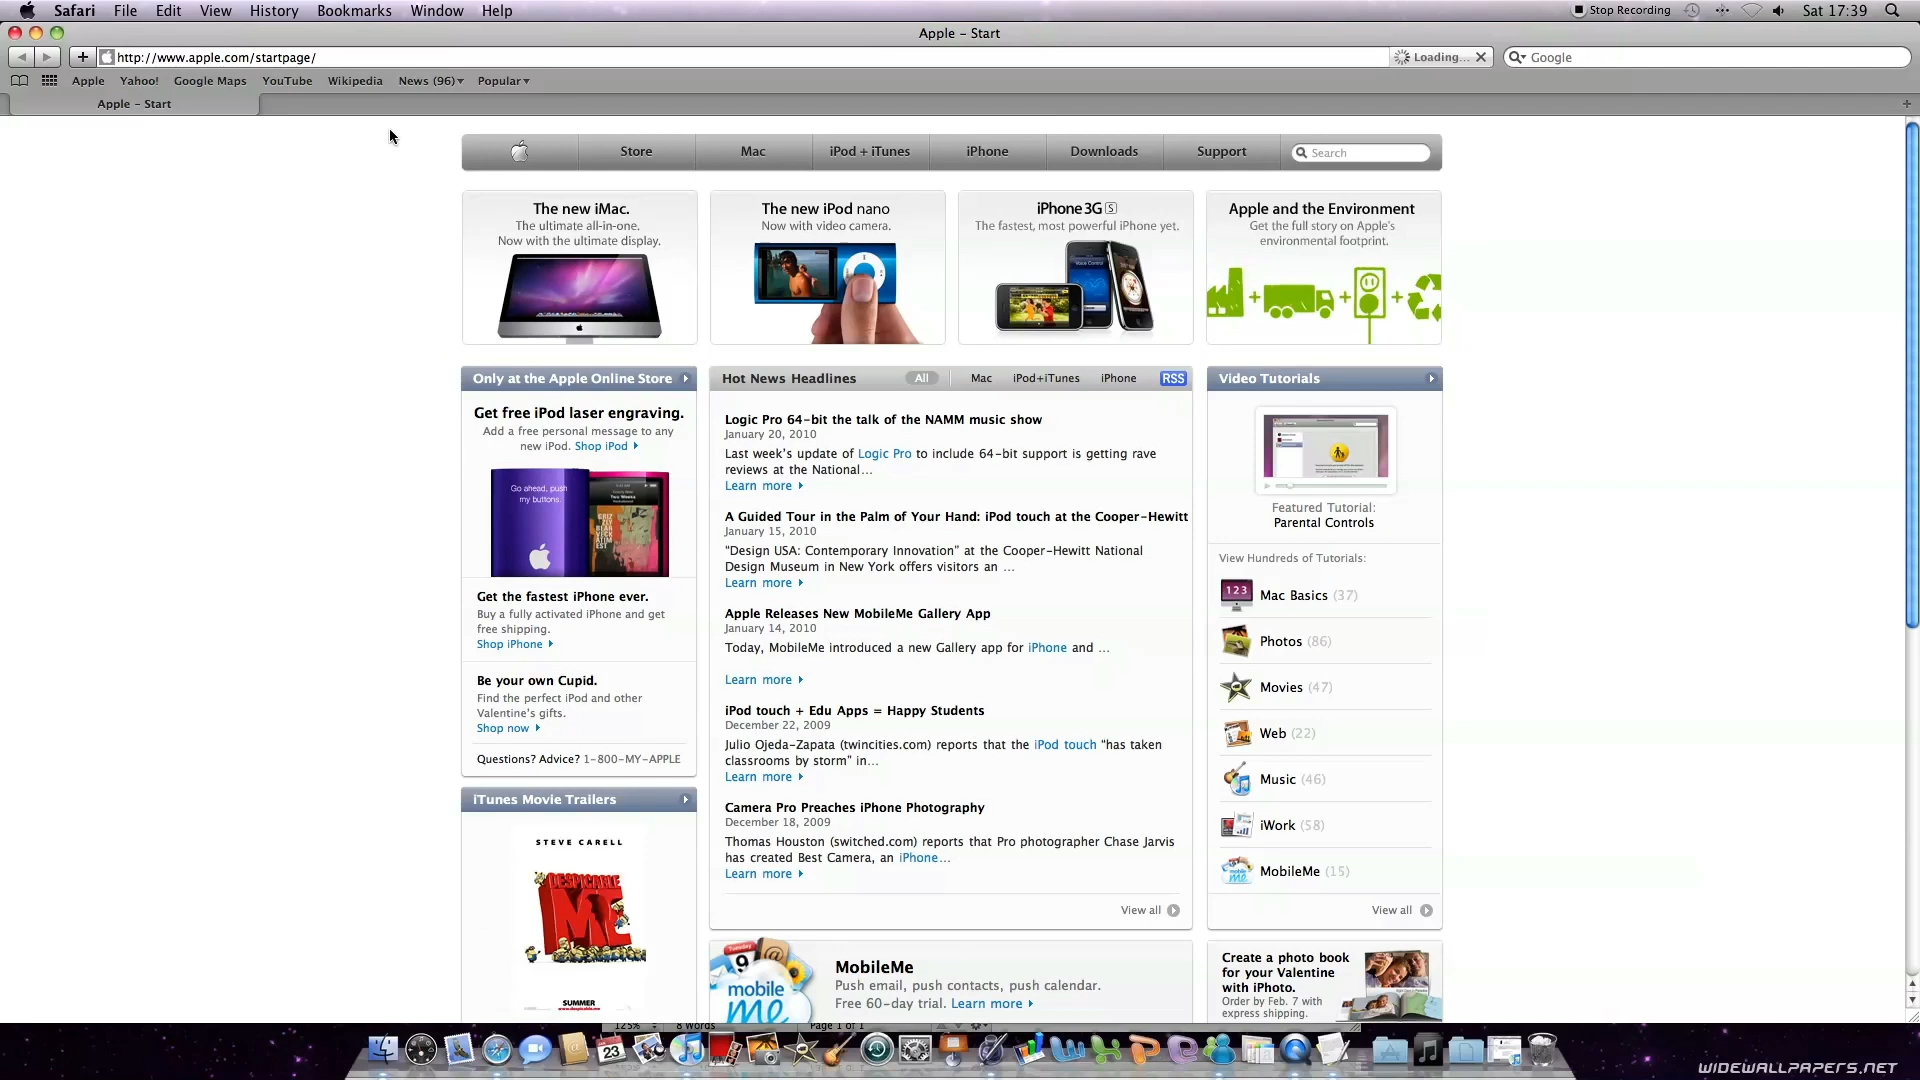 Safari File Edit View History Bookmarks Window Help
Stop Recording
Sat 17:39
Apple – Start
http://www.apple.com/startpage/
Loading...
Google
Apple Yahoo! Google Maps YouTube Wikipedia News (96) Popular
Apple – Start
Store Mac iPod + iTunes iPhone Downloads Support Search
The new iMac.
The ultimate all-in-one.
Now with the ultimate display.
The new iPod nano
Now with video camera.
iPhone 3G S
The fastest, most powerful iPhone yet.
Voice Control
Apple and the Environment
Get the full story on Apple's
environmental footprint.
Only at the Apple Online Store
Get free iPod laser engraving.
Add a free personal message to any
new iPod. Shop iPod
Go ahead, push
my buttons.
Get the fastest iPhone ever.
Buy a fully activated iPhone and get
free shipping.
Shop iPhone
Be your own Cupid.
Find the perfect iPod and other
Valentine's gifts.
Shop now
Questions? Advice? 1-800-MY-APPLE
iTunes Movie Trailers
STEVE CARELL
DESPICABLE
ME
SUMMER
Hot News Headlines All Mac iPod+iTunes iPhone RSS
Logic Pro 64-bit the talk of the NAMM music show
January 20, 2010
Last week's update of Logic Pro to include 64-bit support is getting rave
reviews at the National...
Learn more
A Guided Tour in the Palm of Your Hand: iPod touch at the Cooper-Hewitt
January 15, 2010
"Design USA: Contemporary Innovation" at the Cooper-Hewitt National
Design Museum in New York offers visitors an ...
Learn more
Apple Releases New MobileMe Gallery App
January 14, 2010
Today, MobileMe introduced a new Gallery app for iPhone and ...
Learn more
iPod touch + Edu Apps = Happy Students
December 22, 2009
Julio Ojeda-Zapata (twincities.com) reports that the iPod touch "has taken
classrooms by storm" in...
Learn more
Camera Pro Preaches iPhone Photography
December 18, 2009
Thomas Houston (switched.com) reports that Pro photographer Chase Jarvis
has created Best Camera, an iPhone...
Learn more
View all
mobile
me
MobileMe
Push email, push contacts, push calendar.
Free 60-day trial. Learn more
Video Tutorials
Featured Tutorial:
Parental Controls
View Hundreds of Tutorials:
123
Mac Basics (37)
Photos (86)
Movies (47)
Web (22)
Music (46)
iWork (58)
MobileMe (15)
View all
Create a photo book
for your Valentine
with iPhoto.
Order by Feb. 7 with
express shipping.
125% 8 Words Page 1 of 1
23
WIDEWALLPAPERS.NET